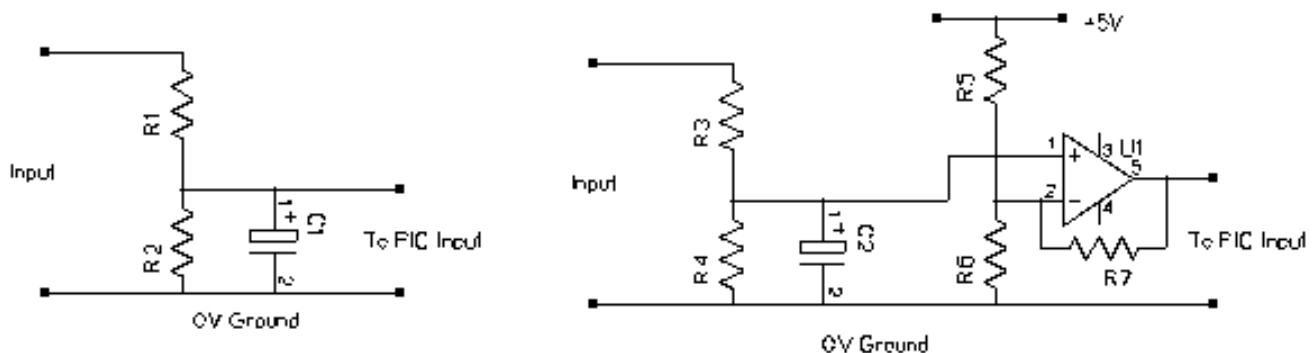 R1
Input
R2
1
+
C1
2
To PIC Input
0V Ground
+5V
R3
R5
Input
1
+
3
U1
5
2
-
4
R4
1
+
C2
2
R6
R7
To PIC Input
0V Ground